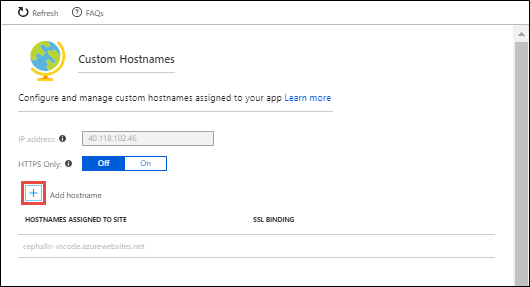 Refresh FAQs
Custom Hostnames
Configure and manage custom hostnames assigned to your app Learn more
IP address: 40.118.102.46
HTTPS Only: Off On
+ Add hostname
HOSTNAMES ASSIGNED TO SITE SSL BINDING
cephalin-vscode.azurewebsites.net